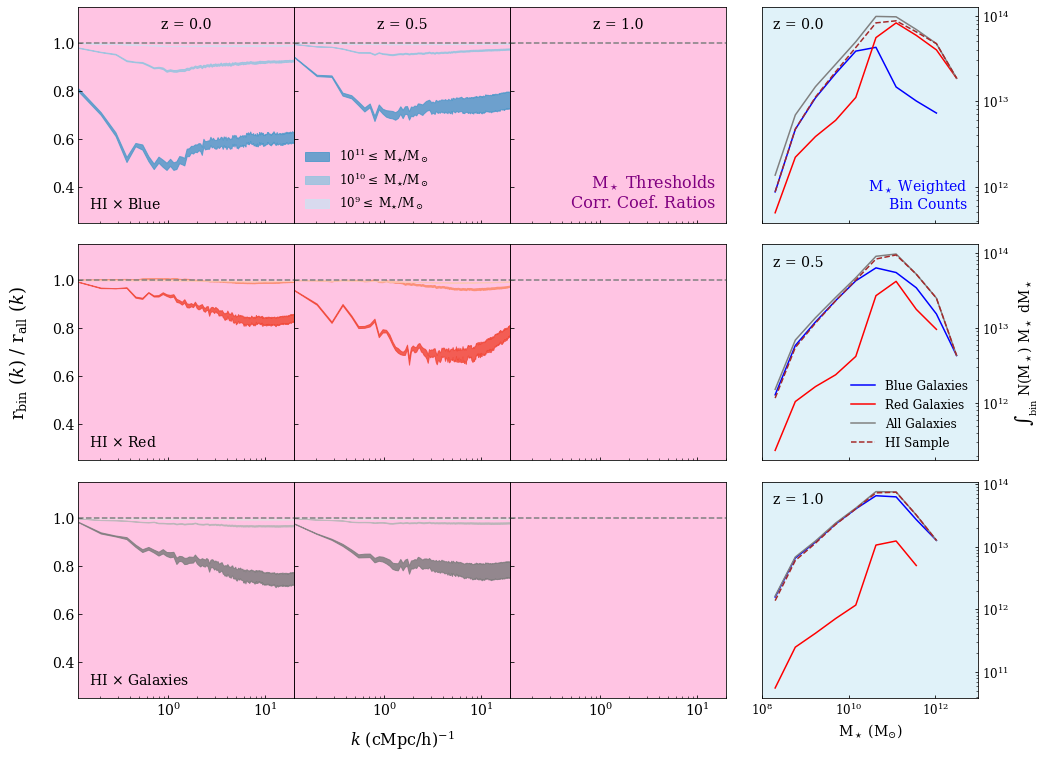 z = 0.0
z = 0.5
z = 1.0
z = 0.0
1.0
0.8
0.6
0.4
HI × Blue
10¹¹ ≤ M⋆/M⊙
10¹⁰ ≤ M⋆/M⊙
10⁹ ≤ M⋆/M⊙
M⋆ Thresholds
Corr. Coef. Ratios
M⋆ Weighted
Bin Counts
10¹⁴
10¹³
10¹²
1.0
0.8
0.6
0.4
HI × Red
z = 0.5
Blue Galaxies
Red Galaxies
All Galaxies
HI Sample
10¹⁴
10¹³
10¹²
r_bin (k) / r_all (k)
∫_bin N(M⋆) M⋆ dM⋆
1.0
0.8
0.6
0.4
HI × Galaxies
z = 1.0
10¹⁴
10¹³
10¹²
10¹¹
10⁰ 10¹ 10⁰ 10¹ 10⁰ 10¹
10⁸ 10¹⁰ 10¹²
k (cMpc/h)⁻¹
M⋆ (M⊙)